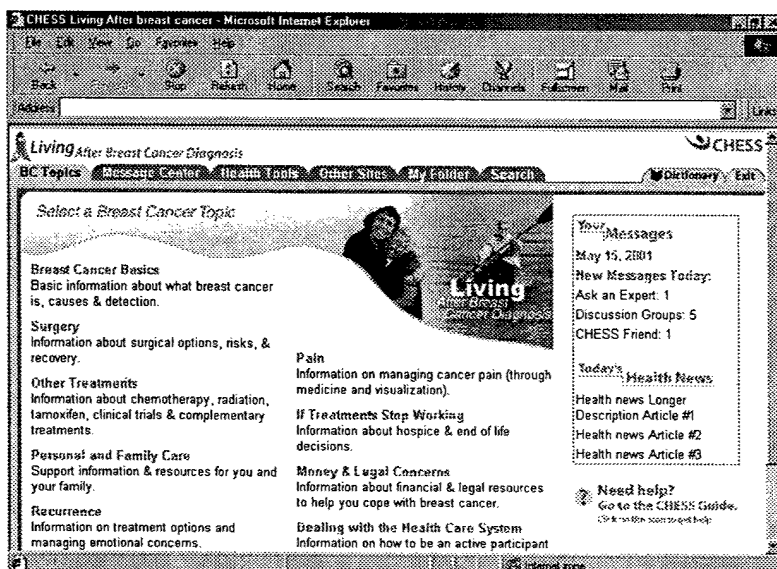 CHESS Living After breast cancer - Microsoft Internet Explorer
File Edit View Go Favorites Help
Back Stop Refresh Home Search Favorites History Channels Fullscreen Mail Print
Address Links
Living After Breast Cancer Diagnosis
CHESS
BC Topics Message Center Health Tools Other Sites My Folder Search Dictionary Exit
Select a Breast Cancer Topic
Living
After Breast
Cancer Diagnosis
Breast Cancer Basics
Basic information about what breast cancer
is, causes & detection.
Surgery
Information about surgical options, risks, &
recovery.
Other Treatments
Information about chemotherapy, radiation,
tamoxifen, clinical trials & complementary
treatments.
Personal and Family Care
Support information & resources for you and
your family.
Recurrence
Information on treatment options and
managing emotional concerns.
Pain
Information on managing cancer pain (through
medicine and visualization).
If Treatments Stop Working
Information about hospice & end of life
decisions.
Money & Legal Concerns
Information about financial & legal resources
to help you cope with breast cancer.
Dealing with the Health Care System
Information on how to be an active participant
Your Messages
May 15, 2001
New Messages Today:
Ask an Expert: 1
Discussion Groups: 5
CHESS Friend: 1
Today's Health News
Health news Longer
Description Article #1
Health news Article #2
Health news Article #3
? Need help?
Go to the CHESS Guide.
Internet zone